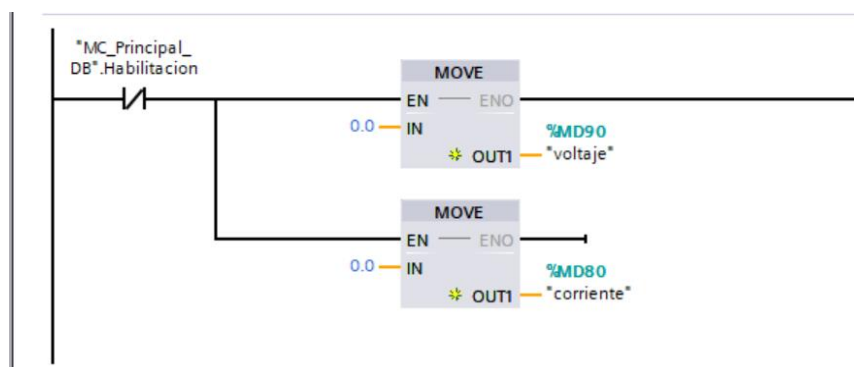 "MC_Principal_
DB".Habilitacion
MOVE
EN ENO
0.0 IN
%MD90
OUT1 "voltaje"
MOVE
EN ENO
0.0 IN
%MD80
OUT1 "corriente"